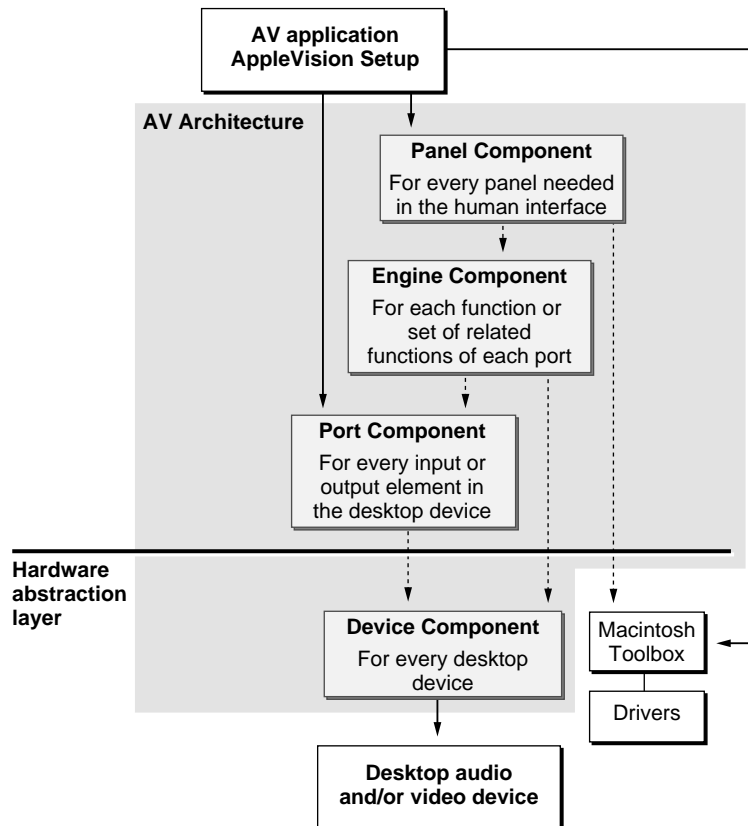 AV application
AppleVision Setup
AV Architecture
Panel Component
For every panel needed
in the human interface
Engine Component
For each function or
set of related
functions of each port
Port Component
For every input or
output element in
the desktop device
Hardware
abstraction
layer
Device Component
For every desktop
device
Macintosh
Toolbox
Drivers
Desktop audio
and/or video device